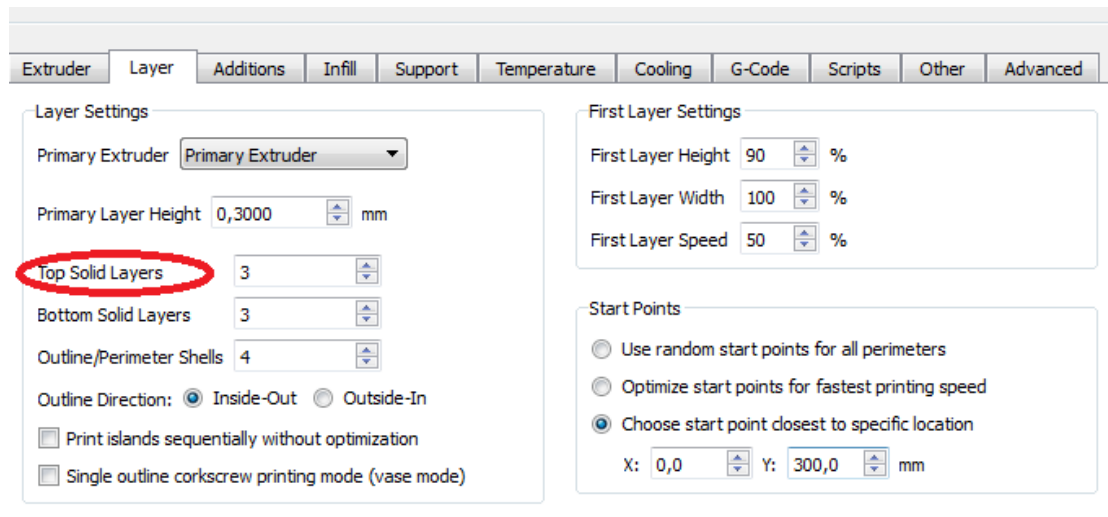 Extruder Layer Additions Infill Support Temperature Cooling G-Code Scripts Other Advanced
Layer Settings
Primary Extruder Primary Extruder
Primary Layer Height 0,3000 mm
Top Solid Layers 3
Bottom Solid Layers 3
Outline/Perimeter Shells 4
Outline Direction: Inside-Out Outside-In
Print islands sequentially without optimization
Single outline corkscrew printing mode (vase mode)
First Layer Settings
First Layer Height 90 %
First Layer Width 100 %
First Layer Speed 50 %
Start Points
Use random start points for all perimeters
Optimize start points for fastest printing speed
Choose start point closest to specific location
X: 0,0 Y: 300,0 mm